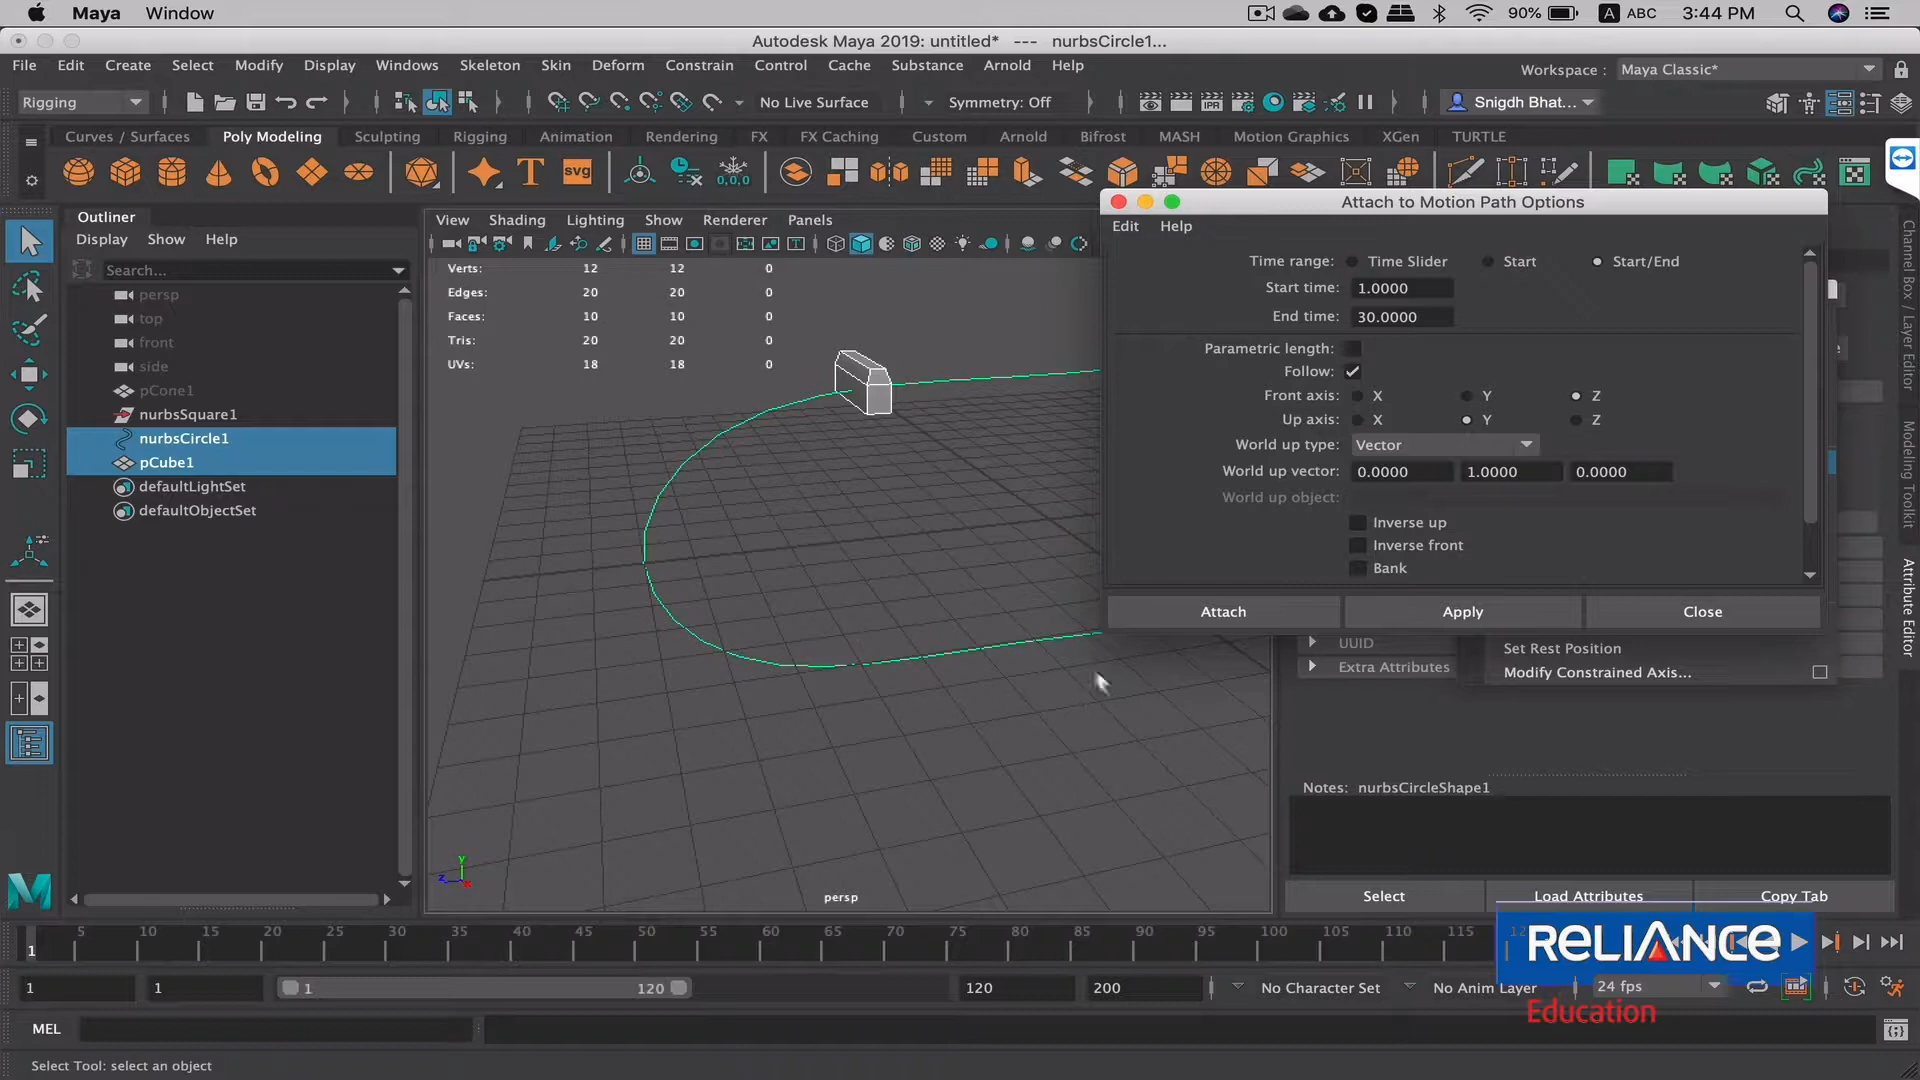 Maya Window 90% A ABC 3:44 PM
Autodesk Maya 2019: untitled* --- nurbsCircle1...
File Edit Create Select Modify Display Windows Skeleton Skin Deform Constrain Control Cache Substance Arnold Help Workspace : Maya Classic*
Rigging No Live Surface Symmetry: Off IPR Snigdh Bhat...
Curves / Surfaces Poly Modeling Sculpting Rigging Animation Rendering FX FX Caching Custom Arnold Bifrost MASH Motion Graphics XGen TURTLE
T svg 0,0,0
Attach to Motion Path Options
Edit Help
Outliner
Display Show Help
View Shading Lighting Show Renderer Panels
Search...
persp
top
front
side
pCone1
nurbsSquare1
nurbsCircle1
pCube1
defaultLightSet
defaultObjectSet
Verts: 12 12 0
Edges: 20 20 0
Faces: 10 10 0
Tris: 20 20 0
UVs: 18 18 0
Time range: Time Slider Start Start/End
Start time: 1.0000
End time: 30.0000
Parametric length:
Follow:
Front axis: X Y Z
Up axis: X Y Z
World up type: Vector
World up vector: 0.0000 1.0000 0.0000
World up object:
Inverse up
Inverse front
Bank
Attach Apply Close
Channel Box / Layer Editor
Modeling Toolkit
Attribute Editor
UUID
Extra Attributes
Set Rest Position
Modify Constrained Axis...
Notes: nurbsCircleShape1
y
z x
persp
Select Load Attributes Copy Tab
1 5 10 15 20 25 30 35 40 45 50 55 60 65 70 75 80 85 90 95 100 105 110 115
RELIANCE
Education
1 1 1 120 120 200 No Character Set No Anim Layer 24 fps
MEL
Select Tool: select an object